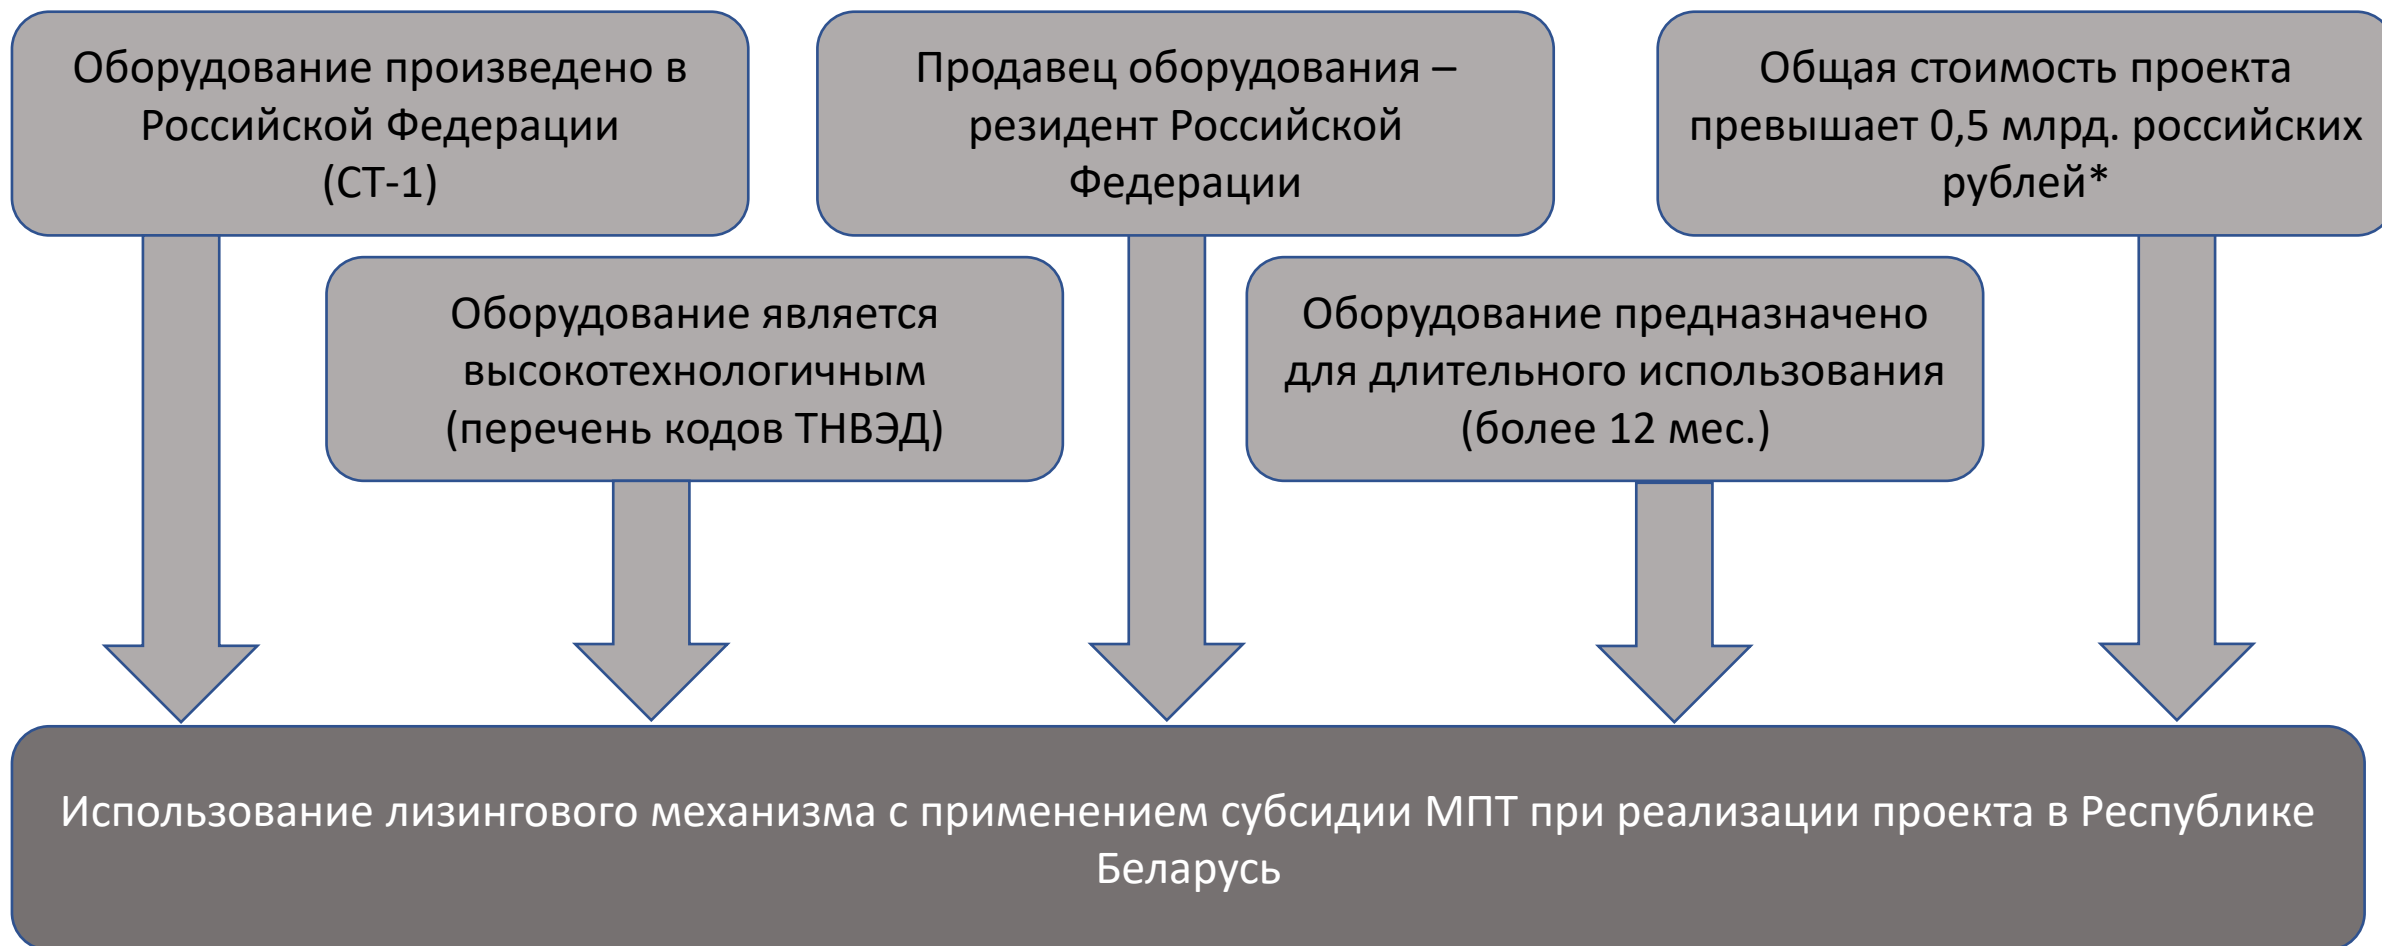 Оборудование произведено в
Российской Федерации
(СТ-1)
Продавец оборудования –
резидент Российской
Федерации
Общая стоимость проекта
превышает 0,5 млрд. российских
рублей*
Оборудование является
высокотехнологичным
(перечень кодов ТНВЭД)
Оборудование предназначено
для длительного использования
(более 12 мес.)
Использование лизингового механизма с применением субсидии МПТ при реализации проекта в Республике
Беларусь